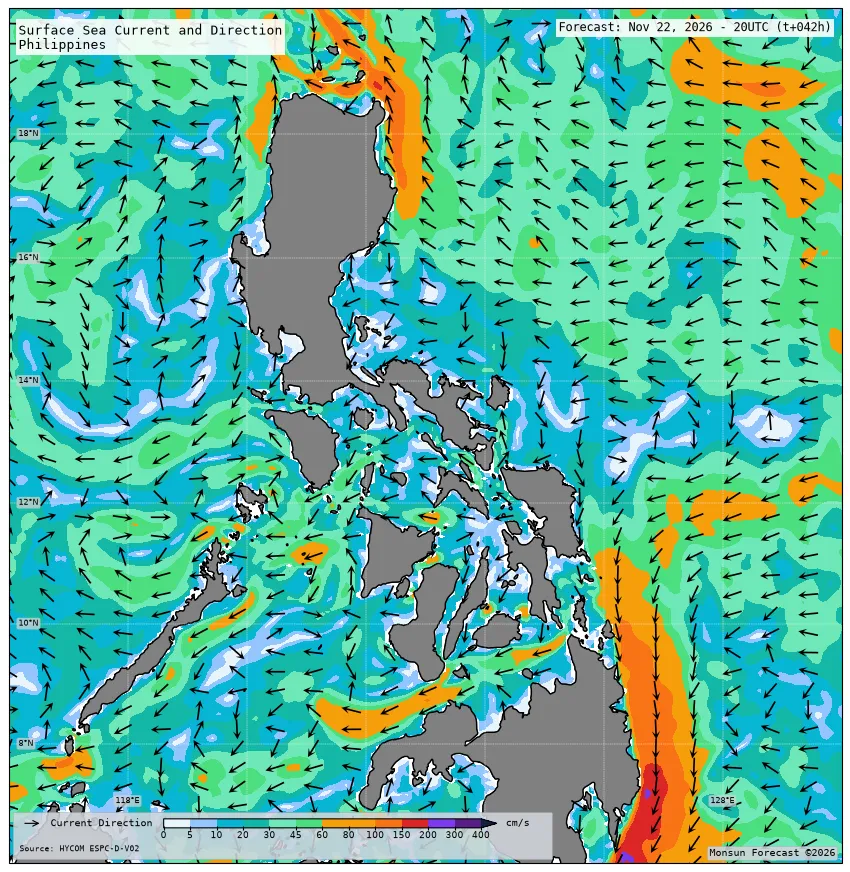 Surface Sea Current and Direction
Philippines
Forecast: Nov 22, 2026 - 20UTC (t+042h)
18°N
16°N
14°N
12°N
10°N
8°N
118°E
128°E
Current Direction
0 5 10 20 30 45 60 80 100 150 200 300 400 cm/s
Source: HYCOM ESPC-D-V02
Monsun Forecast ©2026